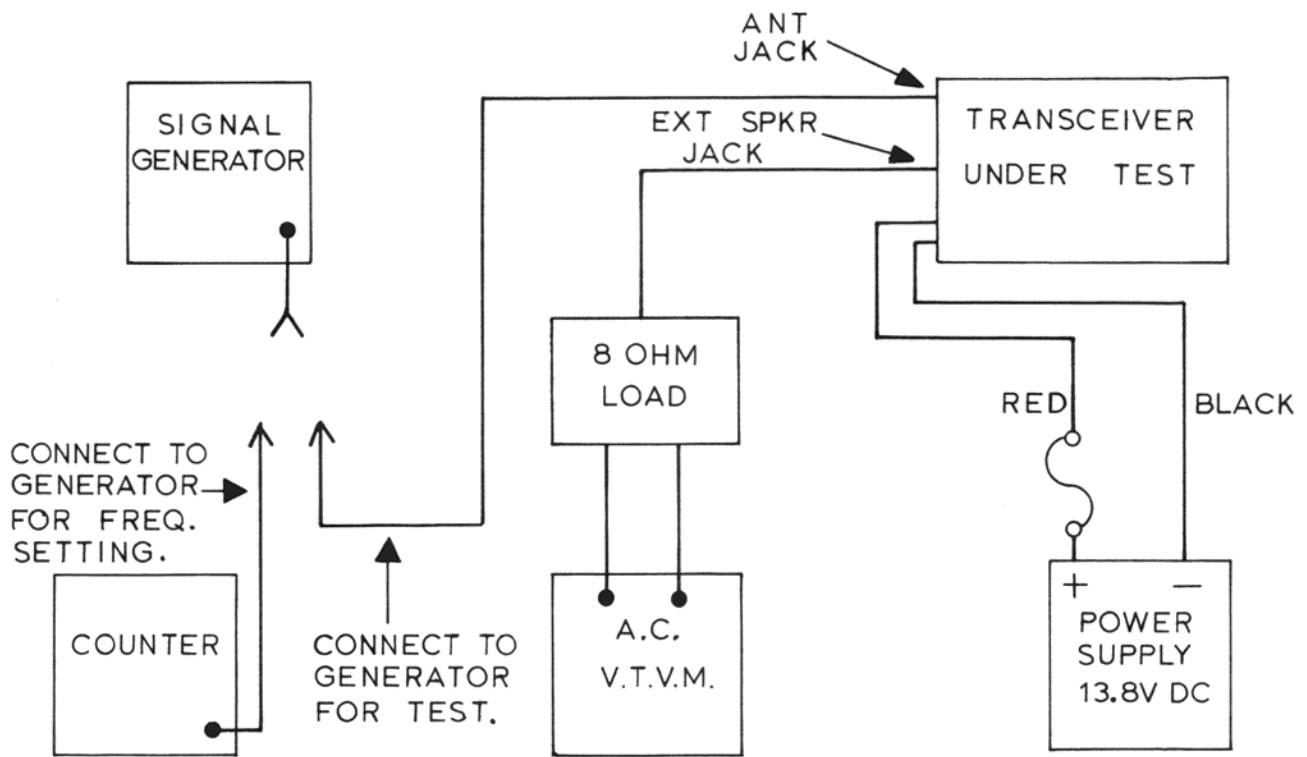 ANT
JACK
SIGNAL
GENERATOR
EXT SPKR
JACK
TRANSCEIVER
UNDER TEST
8 OHM
LOAD
RED
BLACK
CONNECT TO
GENERATOR
FOR FREQ.
SETTING.
COUNTER
CONNECT TO
GENERATOR
FOR TEST.
A.C.
V.T.V.M.
+ –
POWER
SUPPLY
13.8V DC